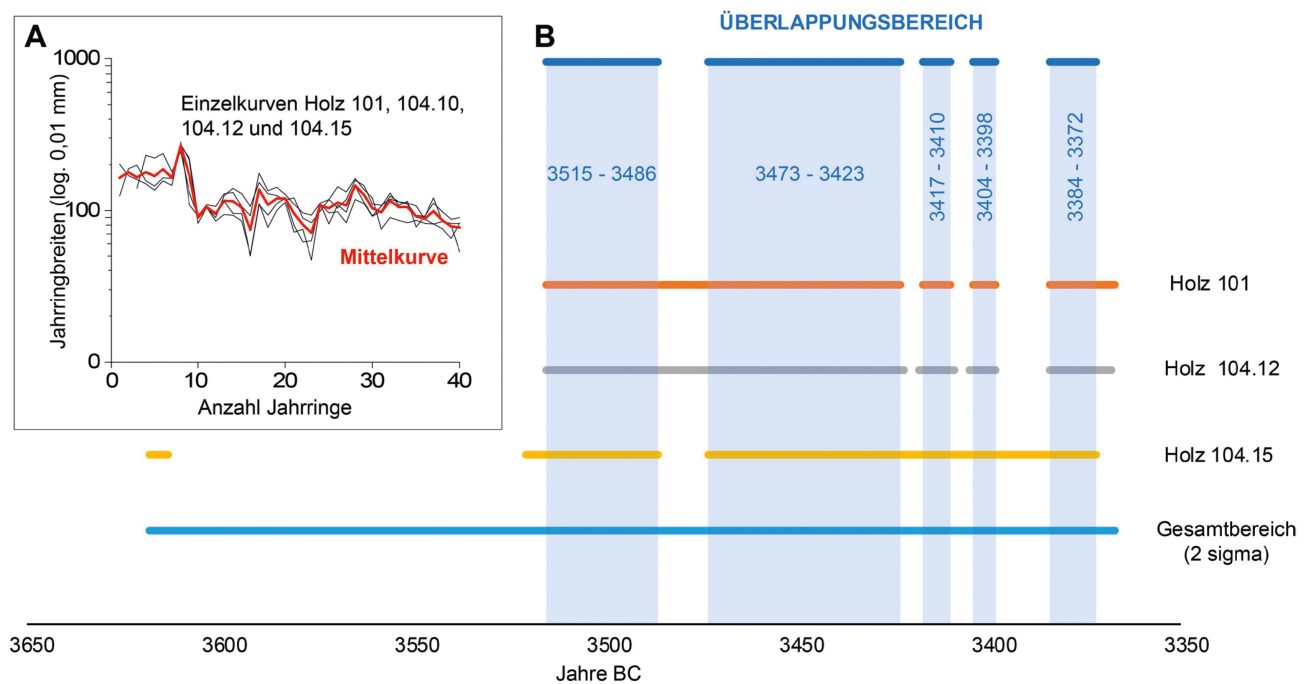 A
1000
100
0
Jahrringbreiten (log. 0,01 mm)
Einzelkurven Holz 101, 104.10,
104.12 und 104.15
Mittelkurve
0 10 20 30 40
Anzahl Jahrringe
B
ÜBERLAPPUNGSBEREICH
3515 - 3486
3473 - 3423
3417 - 3410
3404 - 3398
3384 - 3372
Holz 101
Holz 104.12
Holz 104.15
Gesamtbereich
(2 sigma)
3650 3600 3550 3500 3450 3400 3350
Jahre BC